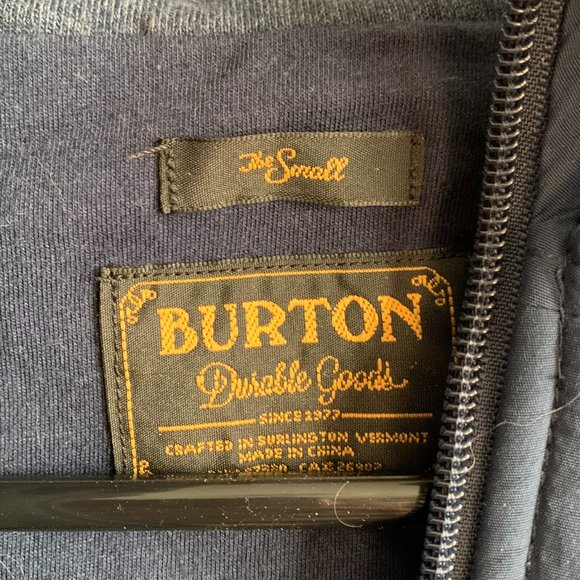 The Small
BURTON
Durable Goods
SINCE 1977
CRAFTED IN BURLINGTON VERMONT
MADE IN CHINA